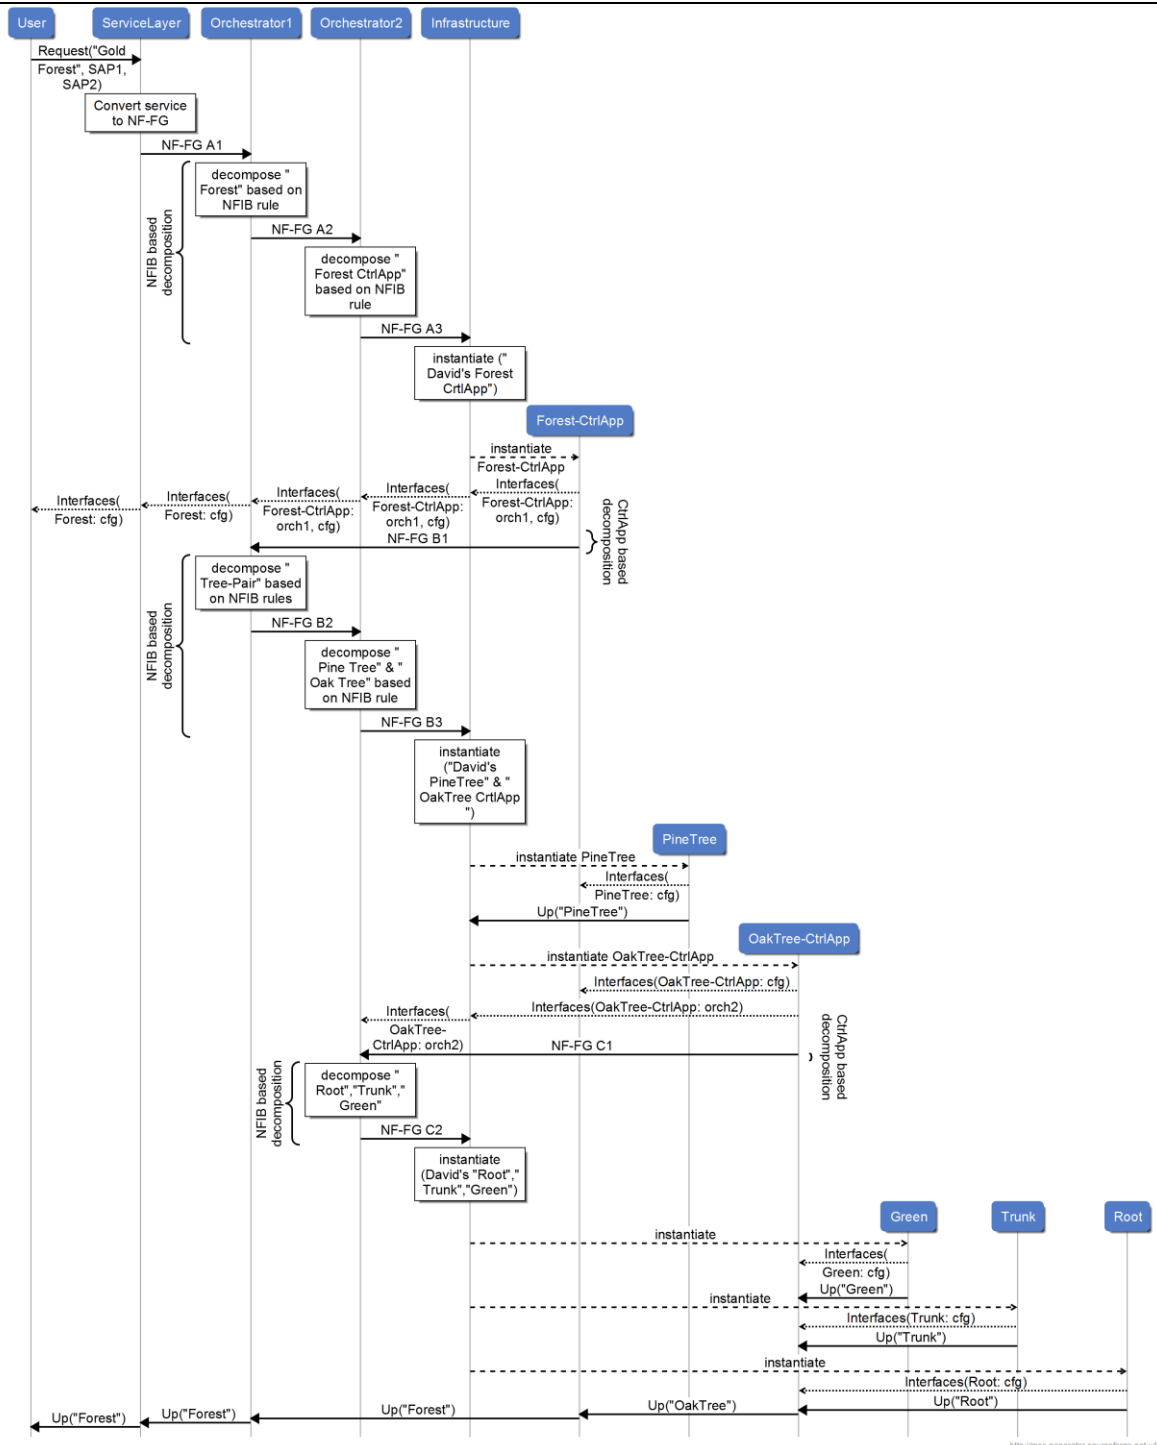 User
ServiceLayer
Orchestrator1
Orchestrator2
Infrastructure
Request("Gold
Forest", SAP1,
SAP2)
Convert service
to NF-FG
NF-FG A1
decompose "
Forest" based on
NFIB rule
NFIB based
decomposition
NF-FG A2
decompose "
Forest CtrlApp"
based on NFIB
rule
NF-FG A3
instantiate ("
David's Forest
CrtlApp")
Forest-CtrlApp
instantiate
Forest-CtrlApp
Interfaces(
Forest: cfg)
Interfaces(
Forest: cfg)
Interfaces(
Forest-CtrlApp:
orch1, cfg)
Interfaces(
Forest-CtrlApp:
orch1, cfg)
Interfaces(
Forest-CtrlApp:
orch1, cfg)
CtrlApp based
decomposition
NF-FG B1
decompose "
Tree-Pair" based
on NFIB rules
NFIB based
decomposition
NF-FG B2
decompose "
Pine Tree" & "
Oak Tree" based
on NFIB rule
NF-FG B3
instantiate
("David's
PineTree" & "
OakTree CrtlApp
")
PineTree
instantiate PineTree
Interfaces(
PineTree: cfg)
Up("PineTree")
OakTree-CtrlApp
instantiate OakTree-CtrlApp
Interfaces(OakTree-CtrlApp: cfg)
Interfaces(OakTree-CtrlApp: orch2)
Interfaces(
OakTree-
CtrlApp: orch2)
NF-FG C1
CtrlApp based
decomposition
decompose "
Root","Trunk","
Green"
NFIB based
decomposition
NF-FG C2
instantiate
(David's "Root","
Trunk","Green")
Green
Trunk
Root
instantiate
Interfaces(
Green: cfg)
Up("Green")
instantiate
Interfaces(Trunk: cfg)
Up("Trunk")
instantiate
Interfaces(Root: cfg)
Up("Root")
Up("OakTree")
Up("Forest")
Up("Forest")
Up("Forest")